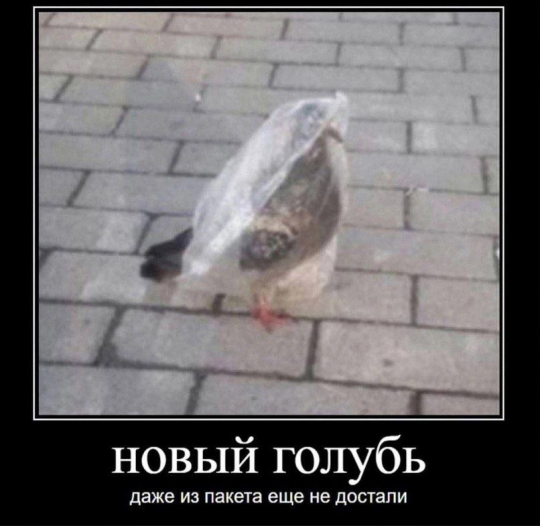 новый голубь
даже из пакета еще не достали